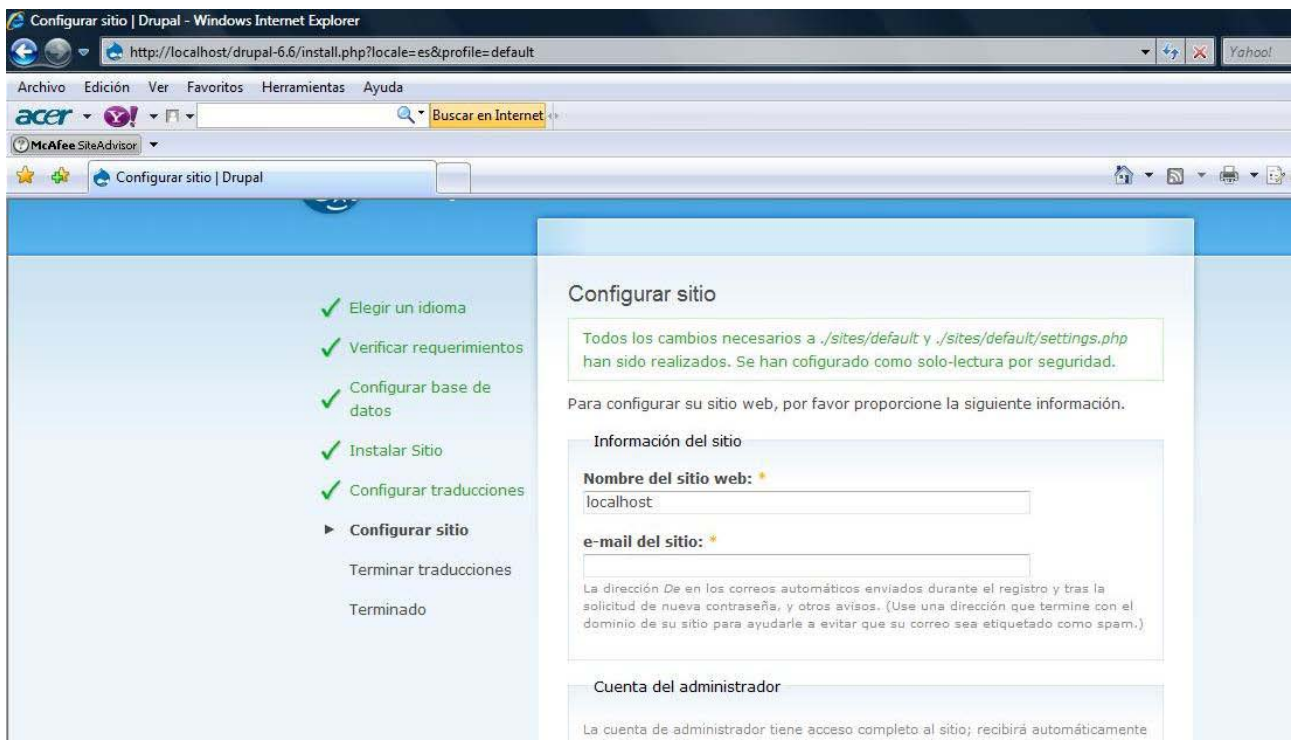 Configurar sitio | Drupal - Windows Internet Explorer
http://localhost/drupal-6.6/install.php?locale=es&profile=default
Yahoo!
Archivo Edición Ver Favoritos Herramientas Ayuda
acer Y! Buscar en Internet
McAfee SiteAdvisor
Configurar sitio | Drupal
Elegir un idioma
Verificar requerimientos
Configurar base de
datos
Instalar Sitio
Configurar traducciones
Configurar sitio
Terminar traducciones
Terminado
Configurar sitio
Todos los cambios necesarios a ./sites/default y ./sites/default/settings.php
han sido realizados. Se han cofigurado como solo-lectura por seguridad.
Para configurar su sitio web, por favor proporcione la siguiente información.
Información del sitio
Nombre del sitio web: *
localhost
e-mail del sitio: *
La dirección De en los correos automáticos enviados durante el registro y tras la
solicitud de nueva contraseña, y otros avisos. (Use una dirección que termine con el
dominio de su sitio para ayudarle a evitar que su correo sea etiquetado como spam.)
Cuenta del administrador
La cuenta de administrador tiene acceso completo al sitio; recibirá automáticamente